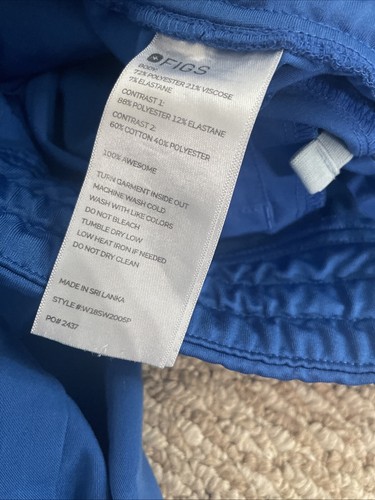 FIGS
BODY:
72% POLYESTER 21% VISCOSE
7% ELASTANE
CONTRAST 1:
88% POLYESTER 12% ELASTANE
CONTRAST 2:
60% COTTON 40% POLYESTER
100% AWESOME
TURN GARMENT INSIDE OUT
MACHINE WASH COLD
WASH WITH LIKE COLORS
DO NOT BLEACH
TUMBLE DRY LOW
LOW HEAT IRON IF NEEDED
DO NOT DRY CLEAN
MADE IN SRI LANKA
STYLE #:W18SW2005P
PO# 2437